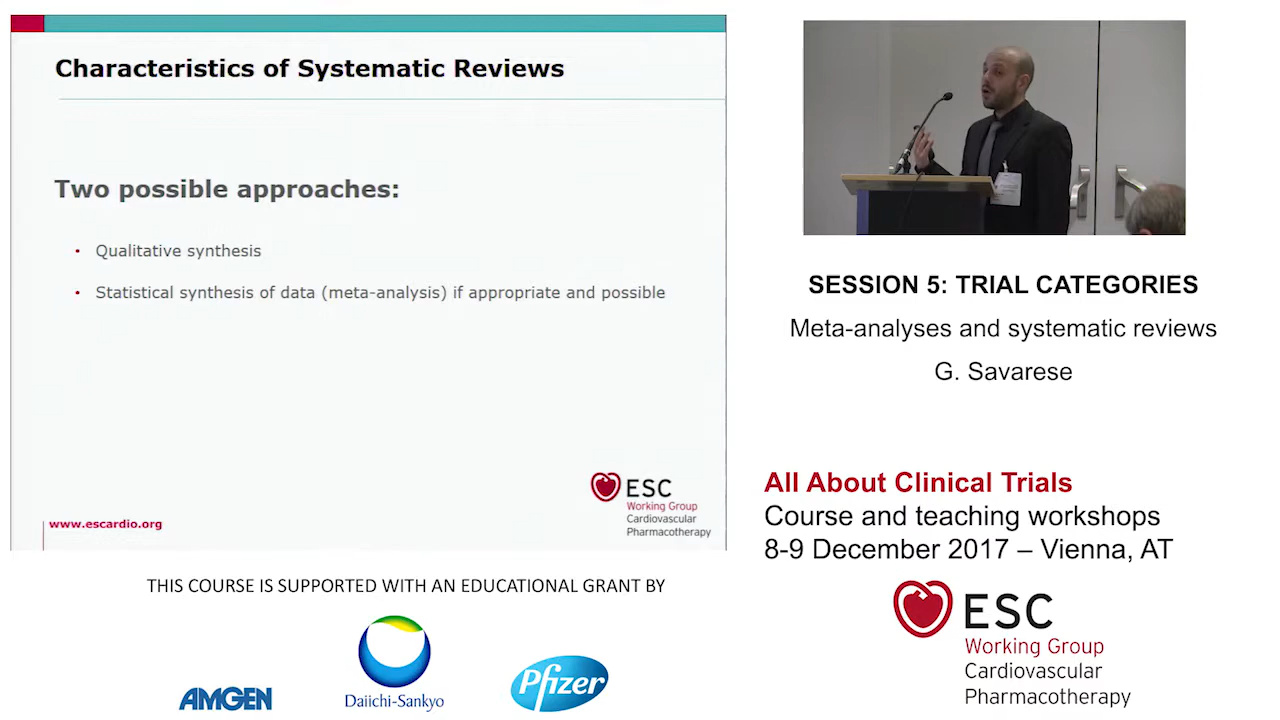 Characteristics of Systematic Reviews
Two possible approaches:
• Qualitative synthesis
• Statistical synthesis of data (meta-analysis) if appropriate and possible
www.escardio.org
ESC
Working Group
Cardiovascular
Pharmacotherapy
SESSION 5: TRIAL CATEGORIES
Meta-analyses and systematic reviews
G. Savarese
All About Clinical Trials
Course and teaching workshops
8-9 December 2017 – Vienna, AT
ESC
Working Group
Cardiovascular
Pharmacotherapy
THIS COURSE IS SUPPORTED WITH AN EDUCATIONAL GRANT BY
AMGEN
Daiichi-Sankyo
Pfizer